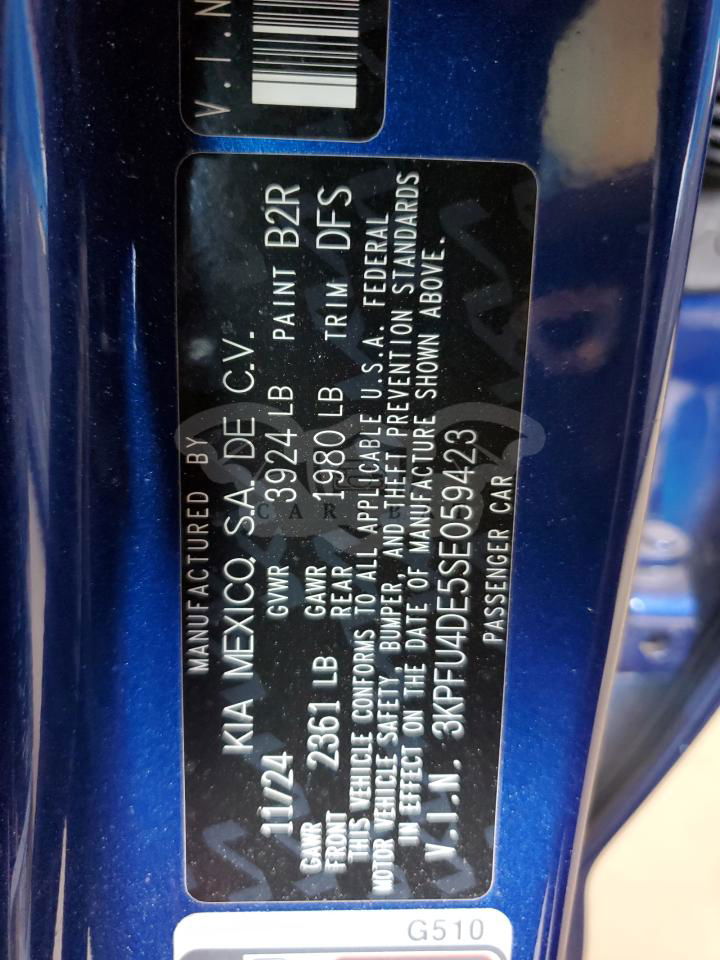 V.I.N
MANUFACTURED BY
KIA MEXICO, S.A. DE C.V.
11/24 GVWR 3924 LB PAINT B2R
GAWR FRONT 2361 LB GAWR REAR 1980 LB TRIM DFS
THIS VEHICLE CONFORMS TO ALL APPLICABLE U.S.A. FEDERAL
MOTOR VEHICLE SAFETY, BUMPER, AND THEFT PREVENTION STANDARDS
IN EFFECT ON THE DATE OF MANUFACTURE SHOWN ABOVE.
V.I.N. 3KPFU4DE5SE059423
PASSENGER CAR
G510